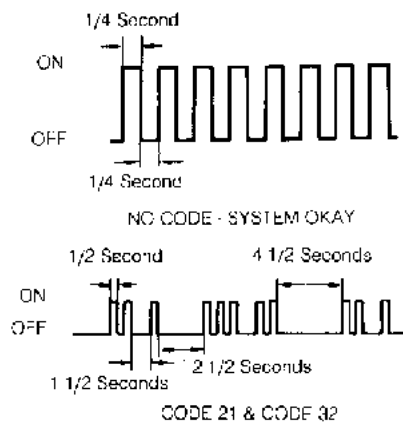 1/4 Second
ON
OFF
1/4 Second
NO CODE - SYSTEM OKAY
1/2 Second
4 1/2 Seconds
ON
OFF
2 1/2 Seconds
1 1/2 Seconds
CODE 21 & CODE 32